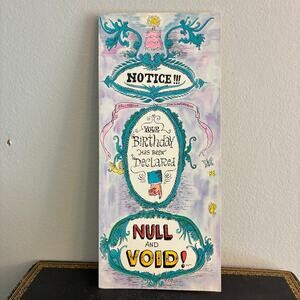 NOTICE!!!
YOUR
Birthday
HAS BEEN
Declared
NULL
AND
VOID!